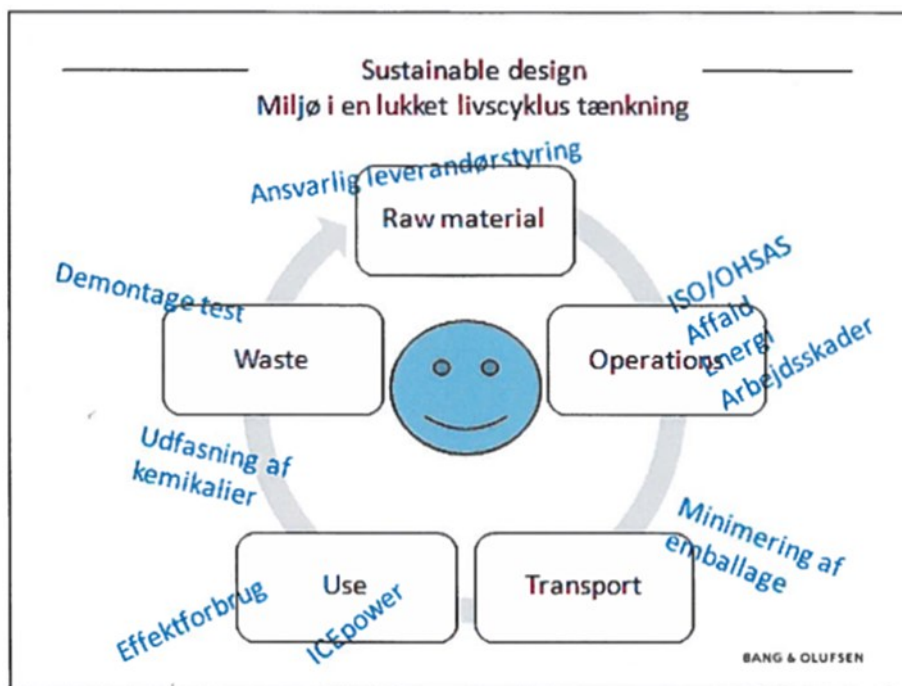 Sustainable design
Miljø i en lukket livscyklus tænkning
Ansvarlig leverandørstyring
Raw material
ISO/OHSAS
Affald
Energi
Arbejdsskader
Operations
Minimering af
emballage
Transport
Use
ICEpower
Effektforbrug
Udfasning af
kemikalier
Waste
Demontage test
BANG & OLUFSEN